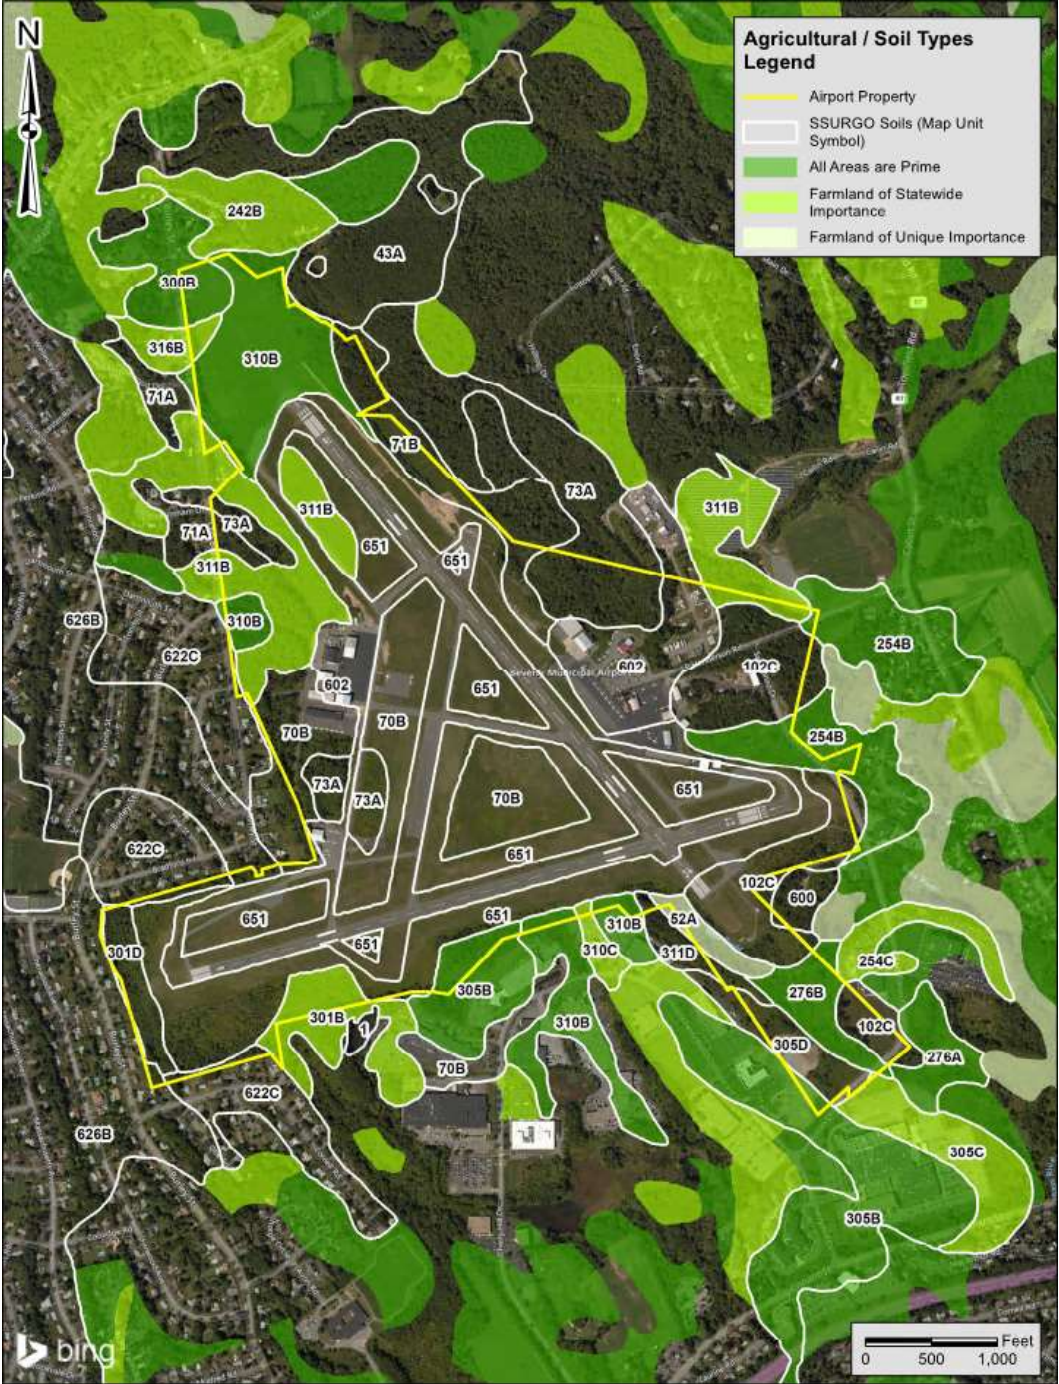 N
Agricultural / Soil Types
Legend
Airport Property
SSURGO Soils (Map Unit
Symbol)
All Areas are Prime
Farmland of Statewide
Importance
Farmland of Unique Importance
242B
43A
300B
316B
310B
71A
71B
73A
311B
311B
71A
73A
651
651
311B
626B
310B
254B
622C
602
Beverly Municipal Airport
602
102C
651
70B
70B
254B
73A
73A
70B
651
622C
651
102C
600
651
651
310B
52A
301D
651
310C
311D
254C
305B
276B
301B
1
310B
102C
305D
70B
276A
622C
626B
305C
305B
bing
Feet
0 500 1,000